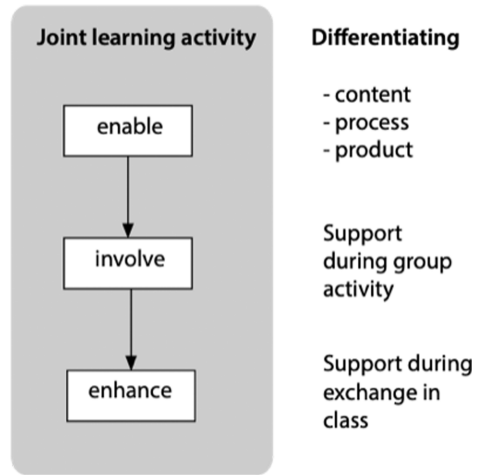 Joint learning activity
Differentiating
enable
- content
- process
- product
involve
Support
during group
activity
enhance
Support during
exchange in
class